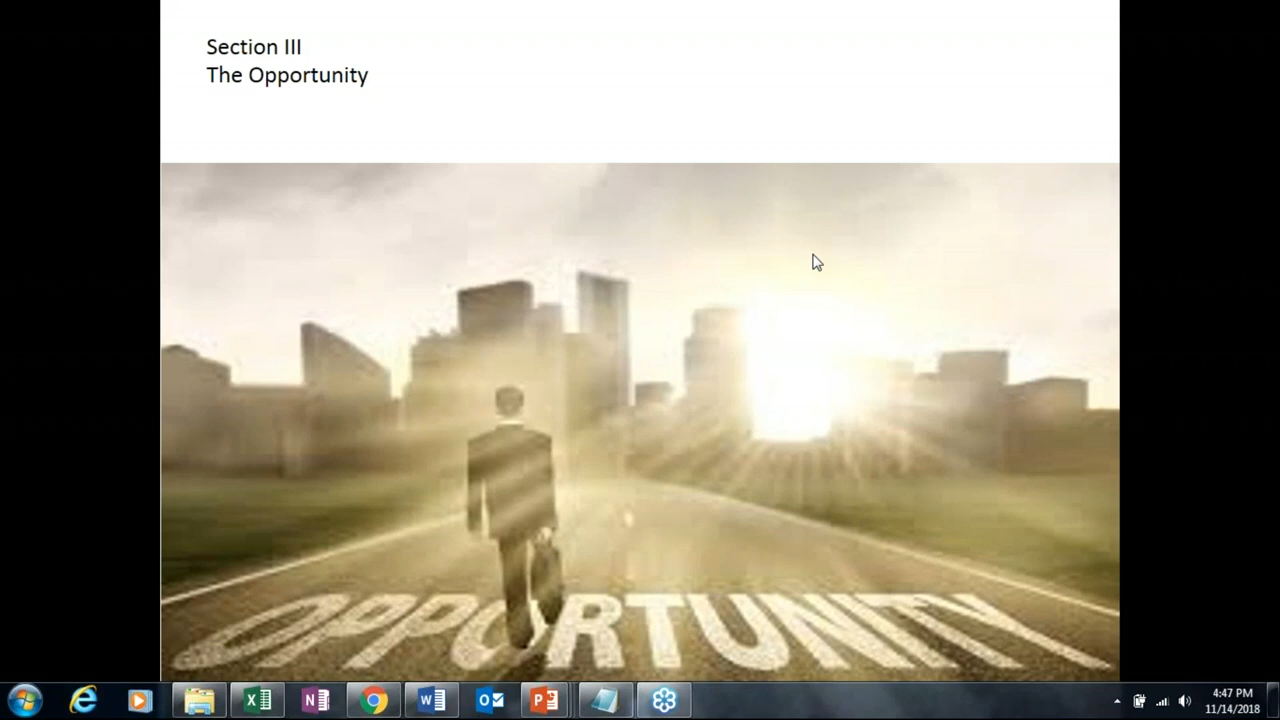 Section III
The Opportunity
OPPORTUNITY
4:47 PM
11/14/2018